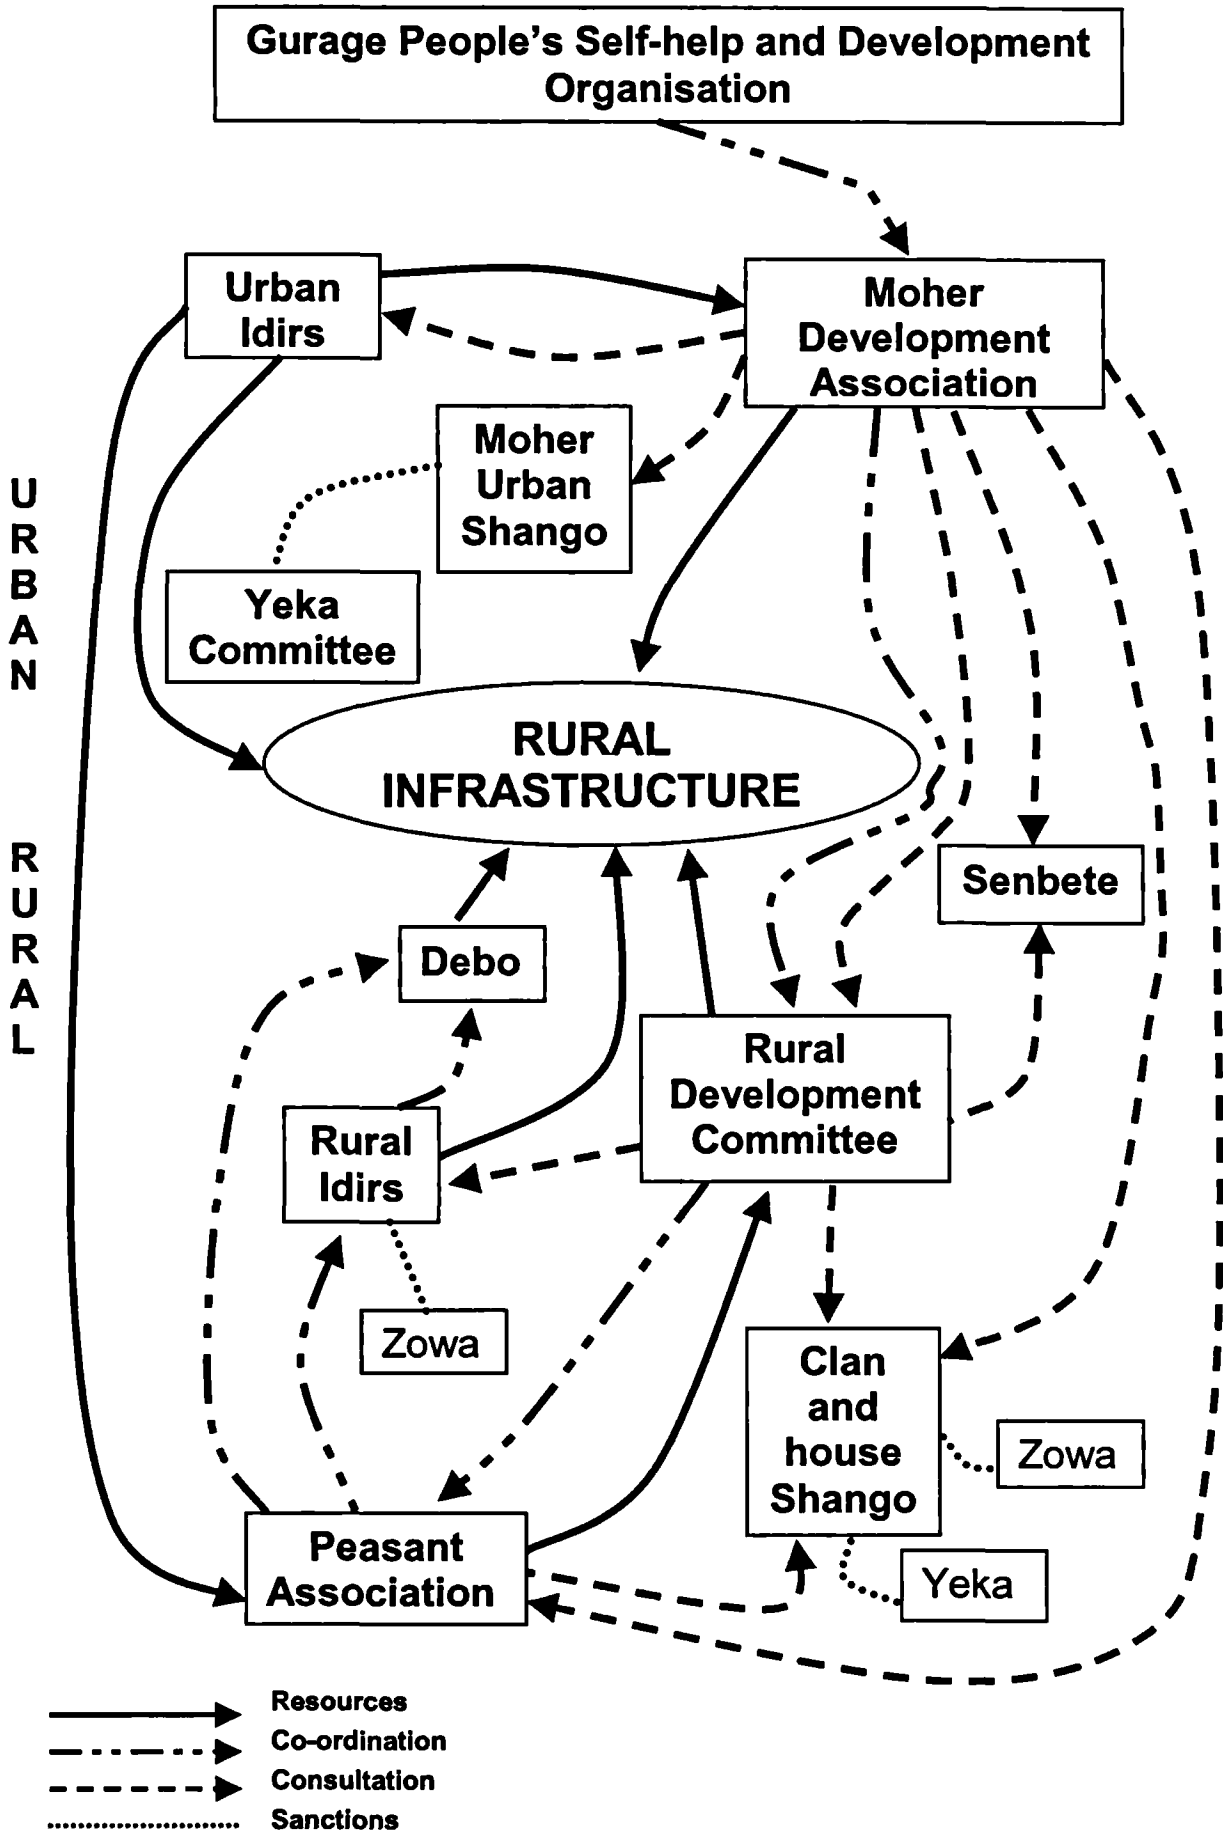 Gurage People's Self-help and Development
Organisation
Urban
Idirs
Moher
Development
Association
Moher
Urban
Shango
Yeka
Committee
URBAN
RURAL
INFRASTRUCTURE
RURAL
Senbete
Debo
Rural
Development
Committee
Rural
Idirs
Zowa
Clan
and
house
Shango
Zowa
Peasant
Association
Yeka
Resources
Co-ordination
Consultation
Sanctions